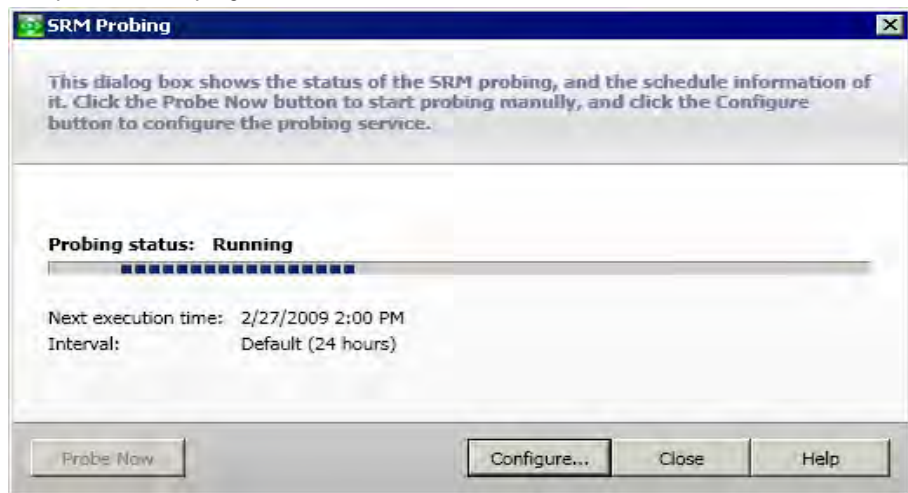 SRM Probing
This dialog box shows the status of the SRM probing, and the schedule information of
it. Click the Probe Now button to start probing manully, and click the Configure
button to configure the probing service.
Probing status: Running
Next execution time: 2/27/2009 2:00 PM
Interval: Default (24 hours)
Probe Now Configure... Close Help